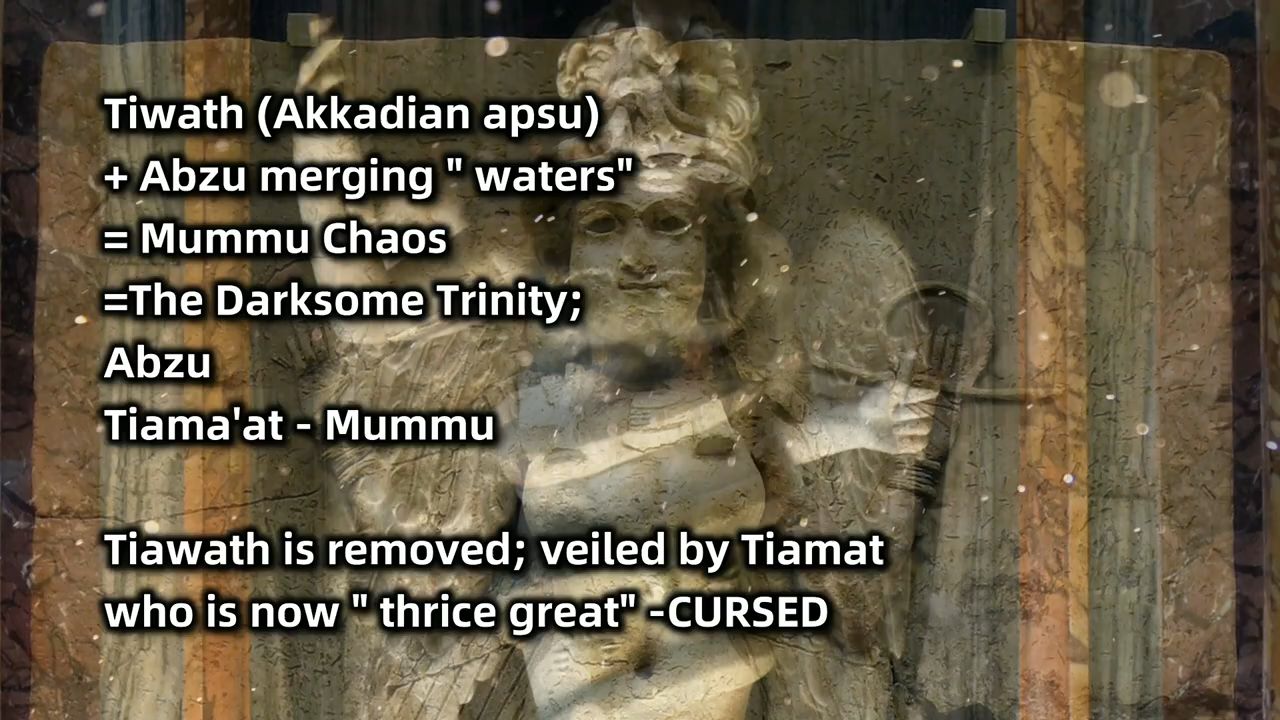 Tiwath (Akkadian apsu)
+ Abzu merging " waters"
= Mummu Chaos
=The Darksome Trinity;
Abzu
Tiama'at - Mummu
Tiawath is removed; veiled by Tiamat
who is now " thrice great" -CURSED